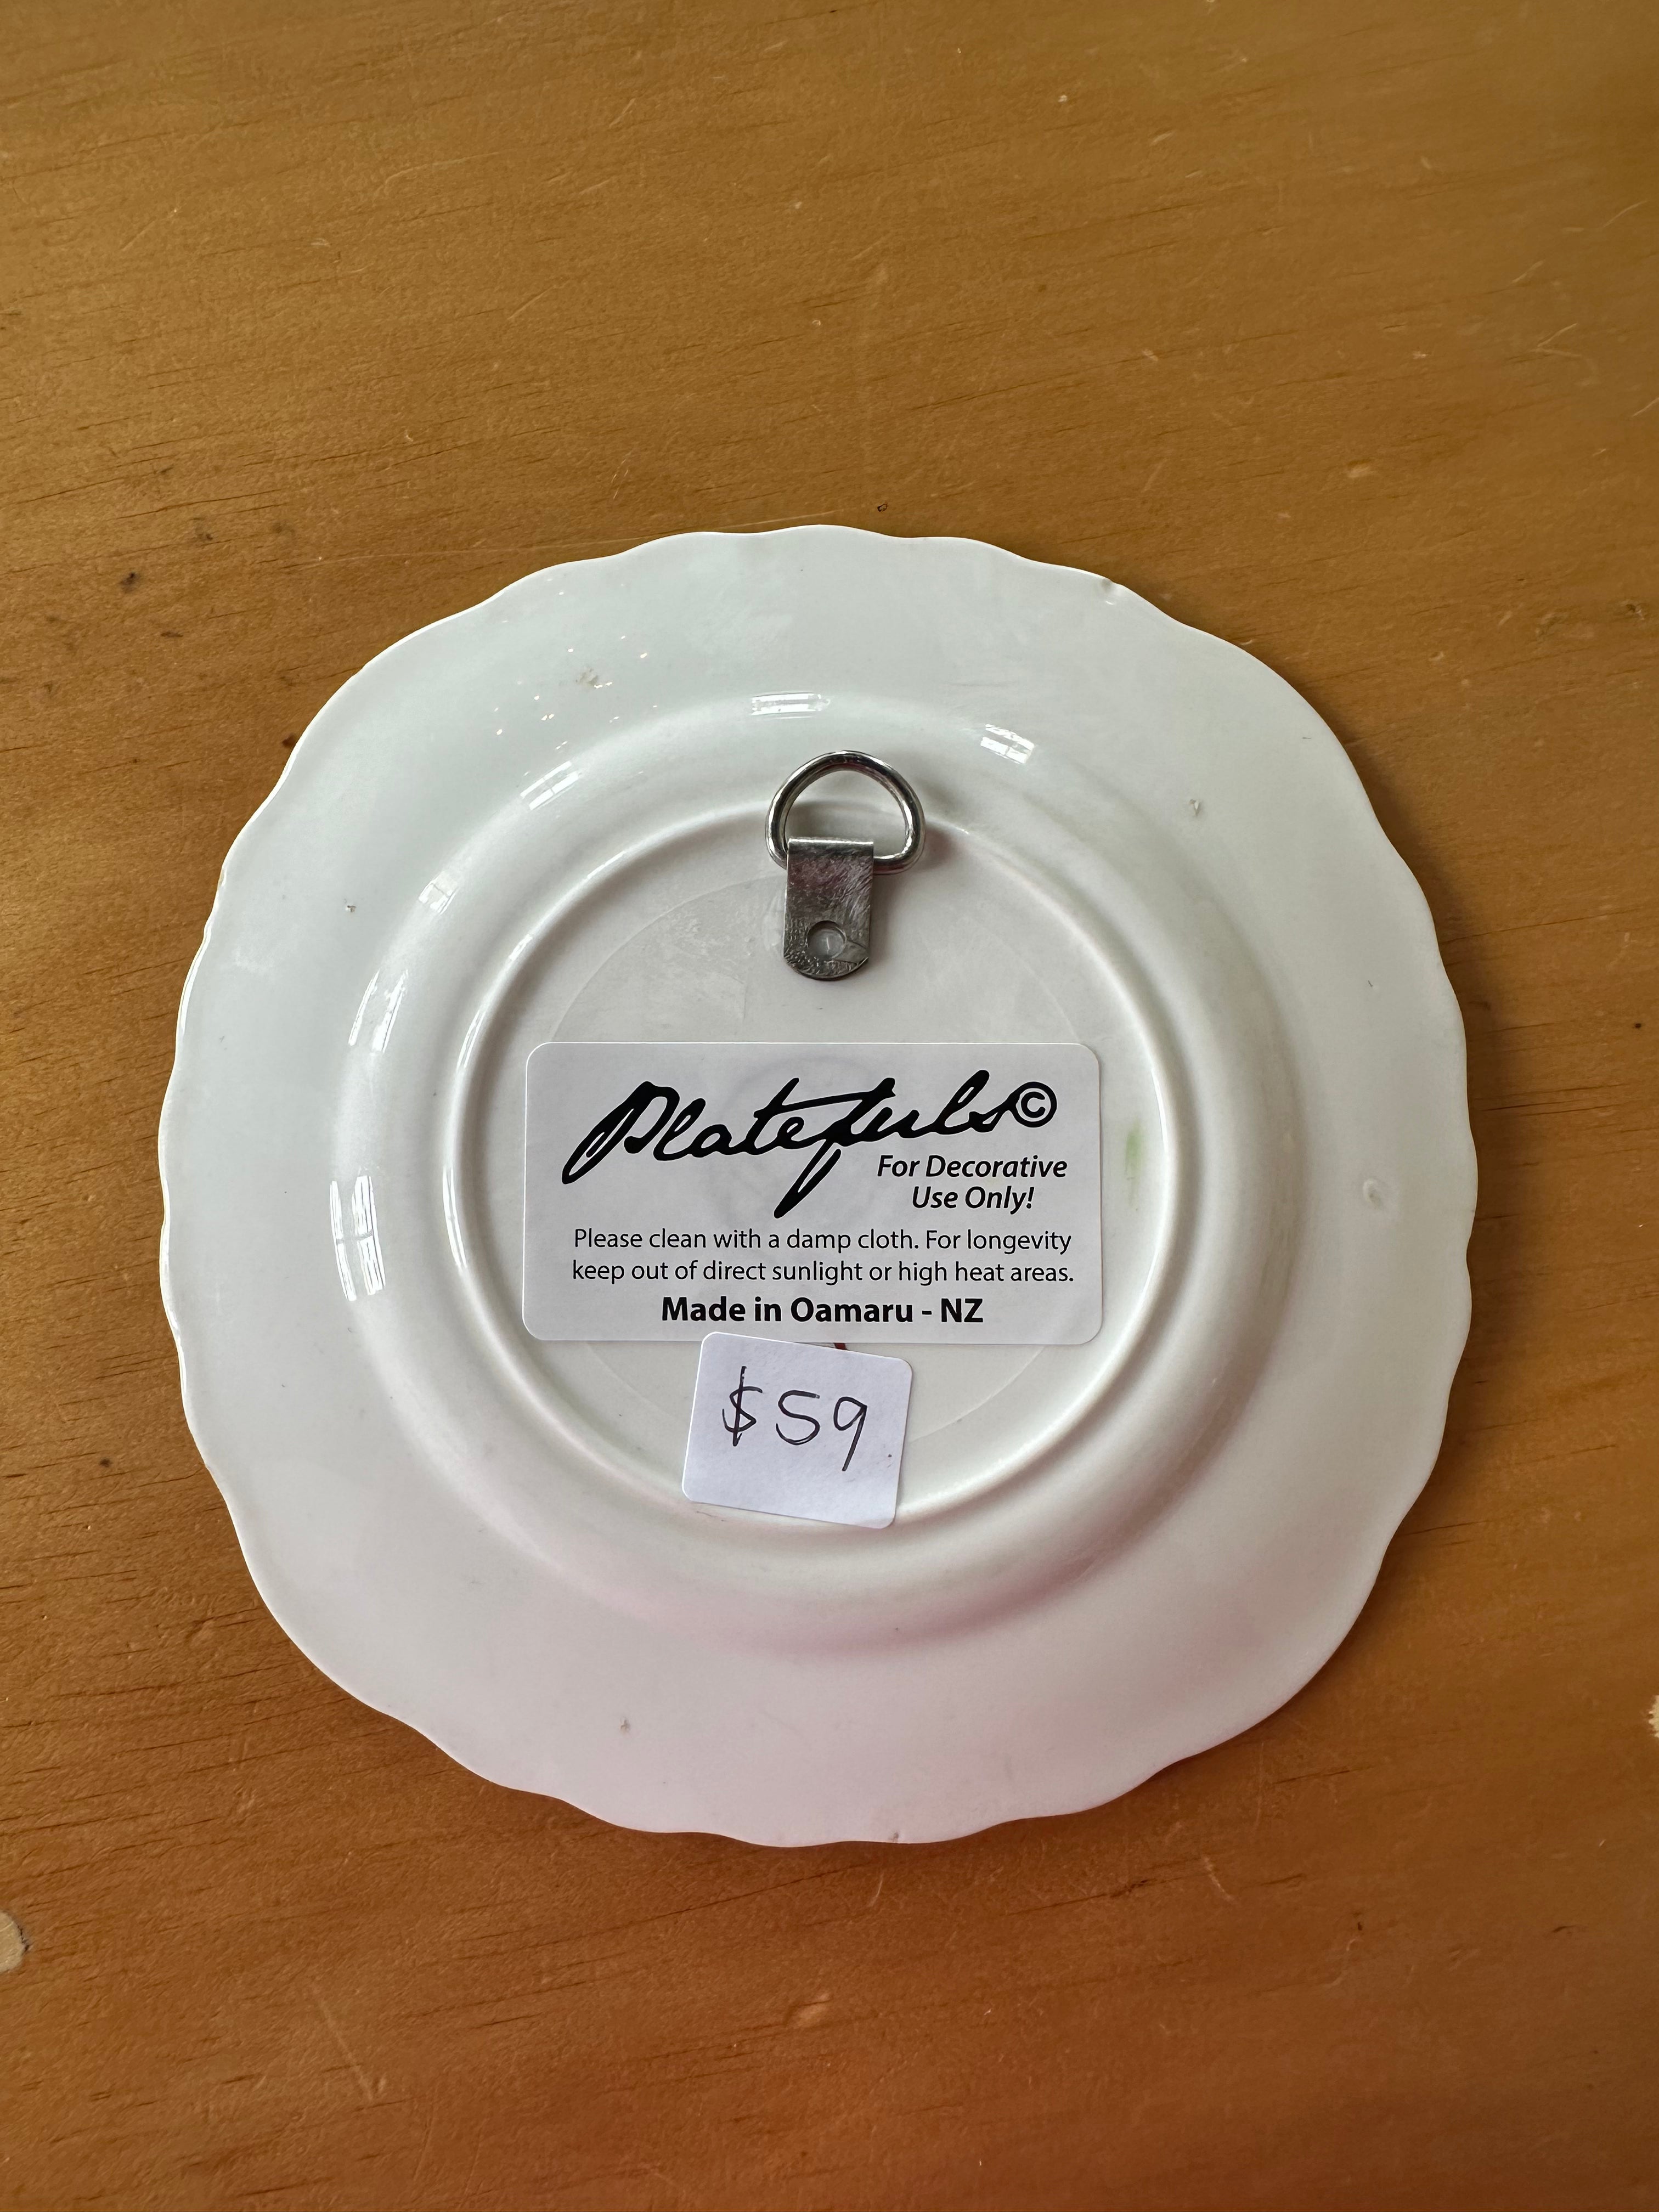 Platefuls©
For Decorative
Use Only!
Please clean with a damp cloth. For longevity
keep out of direct sunlight or high heat areas.
Made in Oamaru - NZ
$59